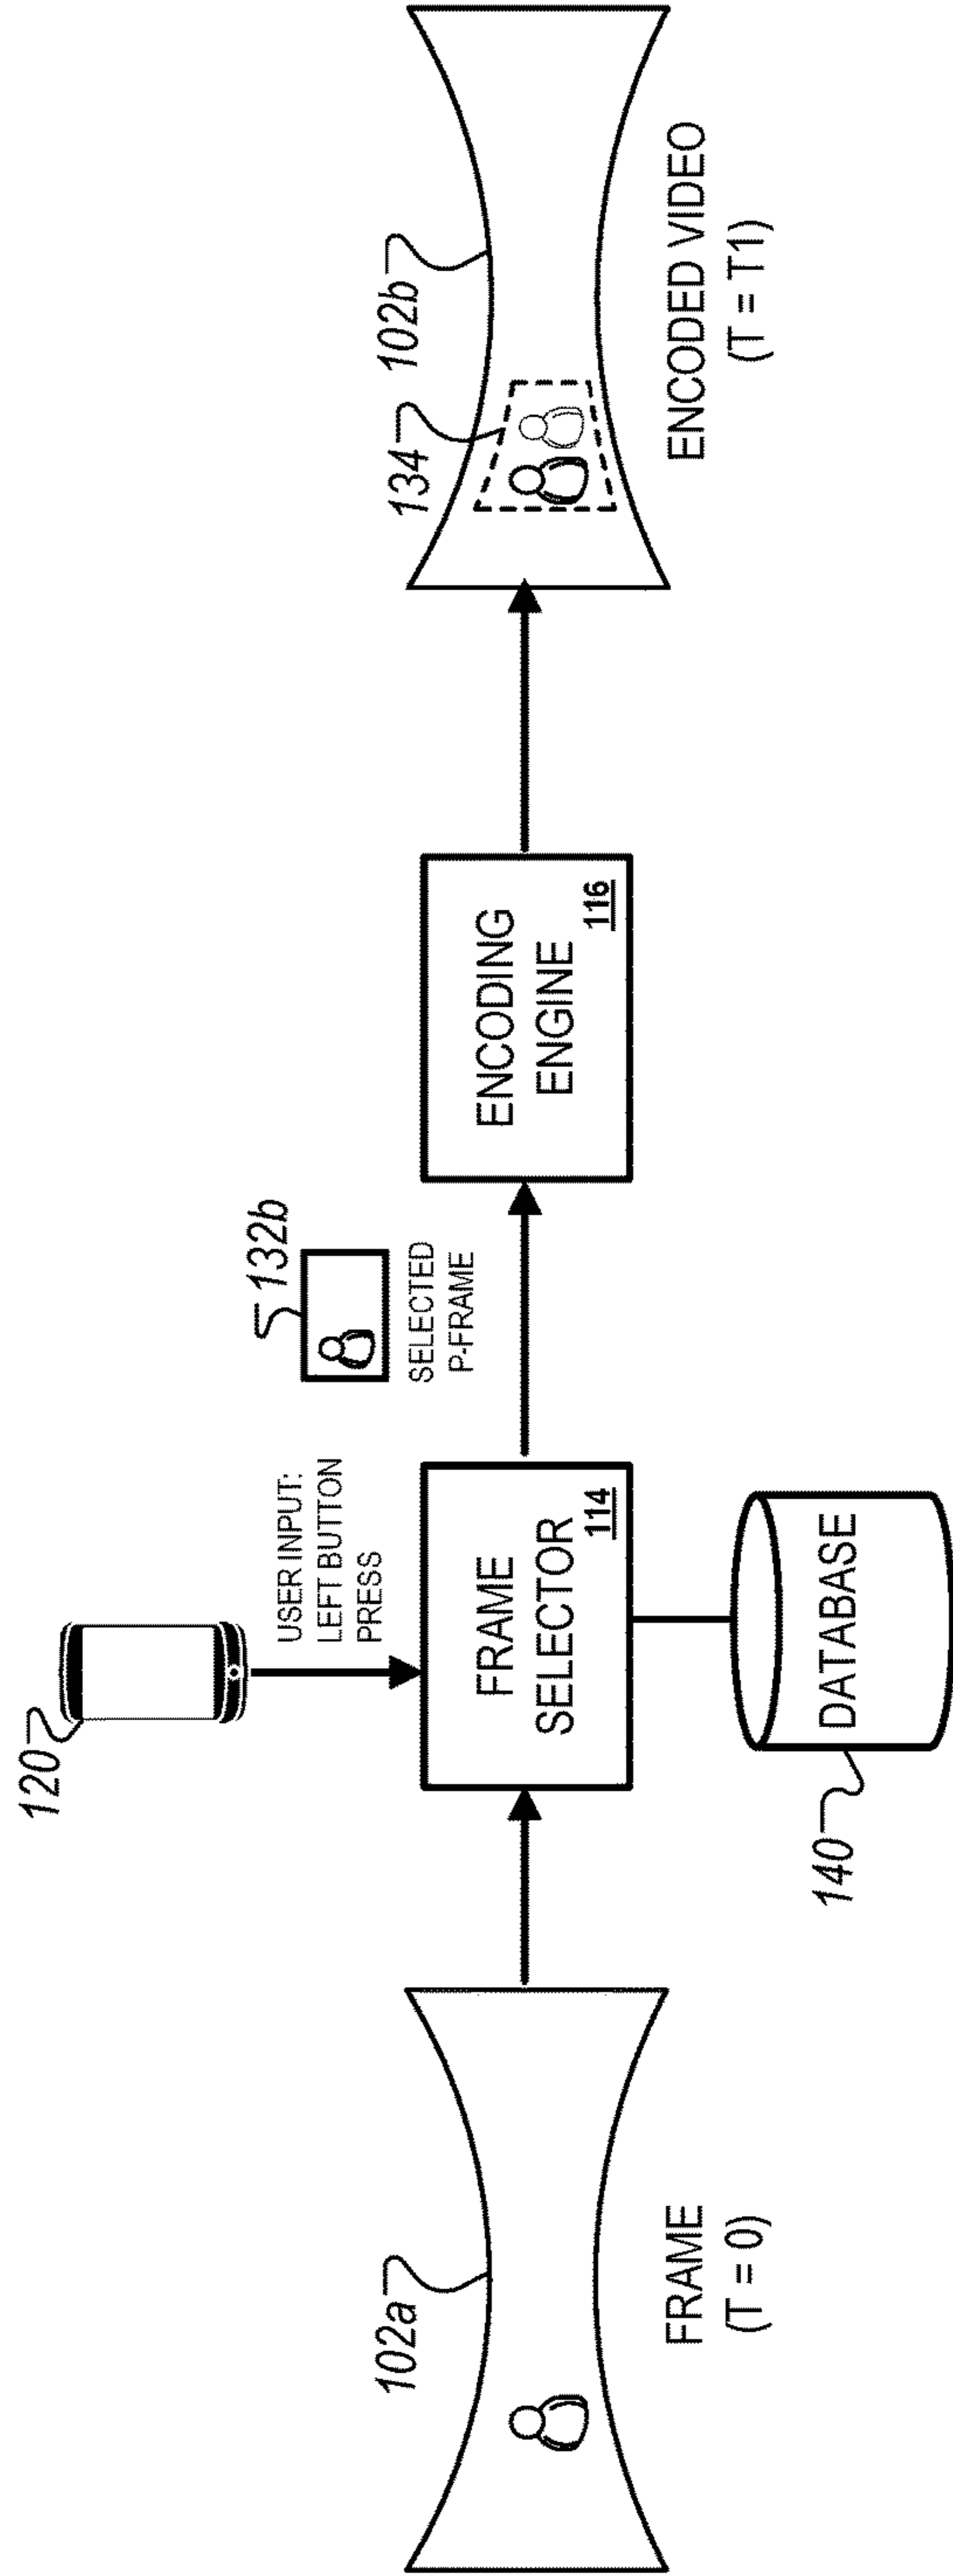 120
USER INPUT:
LEFT BUTTON
PRESS
132b
SELECTED
P-FRAME
102a
FRAME
(T = 0)
FRAME
SELECTOR
114
ENCODING
ENGINE
116
134
102b
ENCODED VIDEO
(T = T1)
140
DATABASE